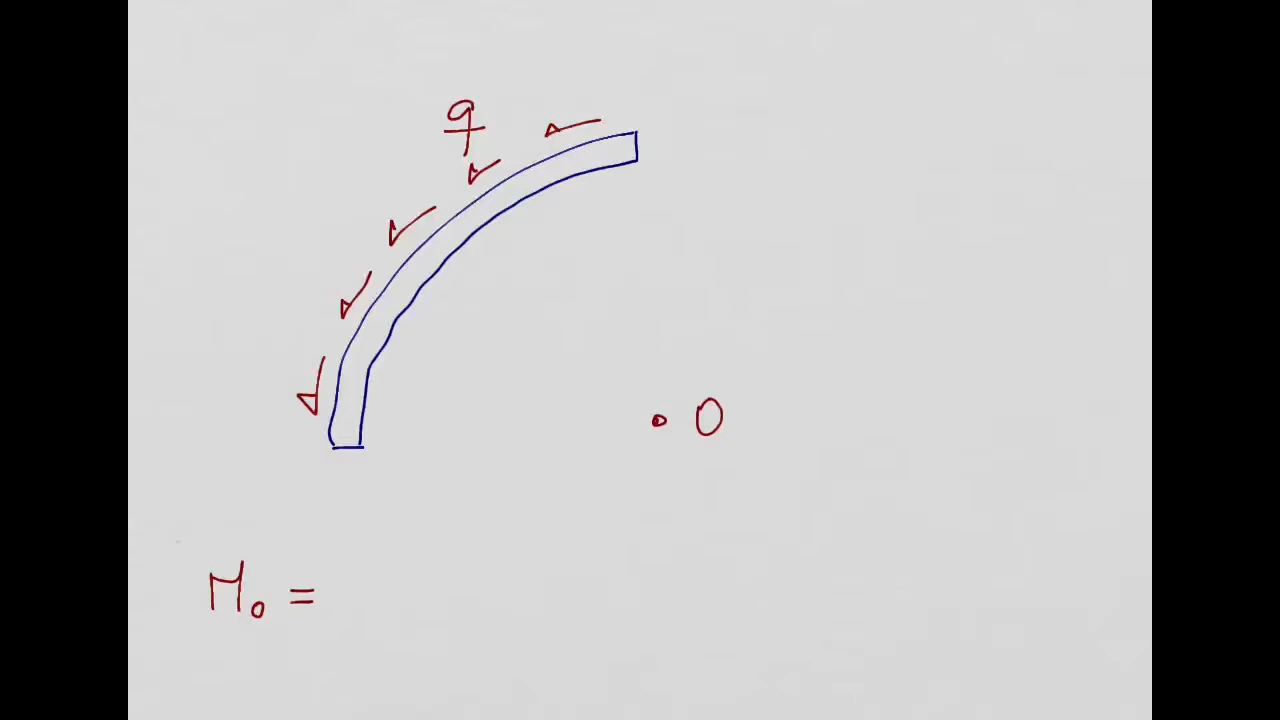 q
O
M₀ =